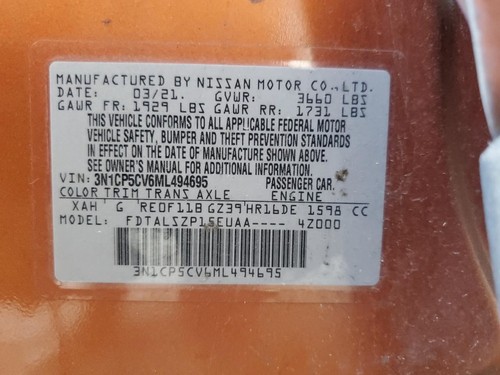 MANUFACTURED BY NISSAN MOTOR CO., LTD.
DATE: 03/21. GVWR: 3660 LBS
GAWR FR: 1929 LBS GAWR RR: 1731 LBS
THIS VEHICLE CONFORMS TO ALL APPLICABLE FEDERAL MOTOR
VEHICLE SAFETY, BUMPER AND THEFT PREVENTION STANDARDS
IN EFFECT ON THE DATE OF MANUFACTURE SHOWN ABOVE.
SEE OWNER'S MANUAL FOR ADDITIONAL INFORMATION.
VIN: 3N1CP5CV6ML494695 PASSENGER CAR.
COLOR TRIM TRANS AXLE ENGINE
XAH G RE0F11B GZ39 HR16DE 1598 CC
MODEL: FDTALSZP15EUAA---- 4Z000
3N1CP5CV6ML494695